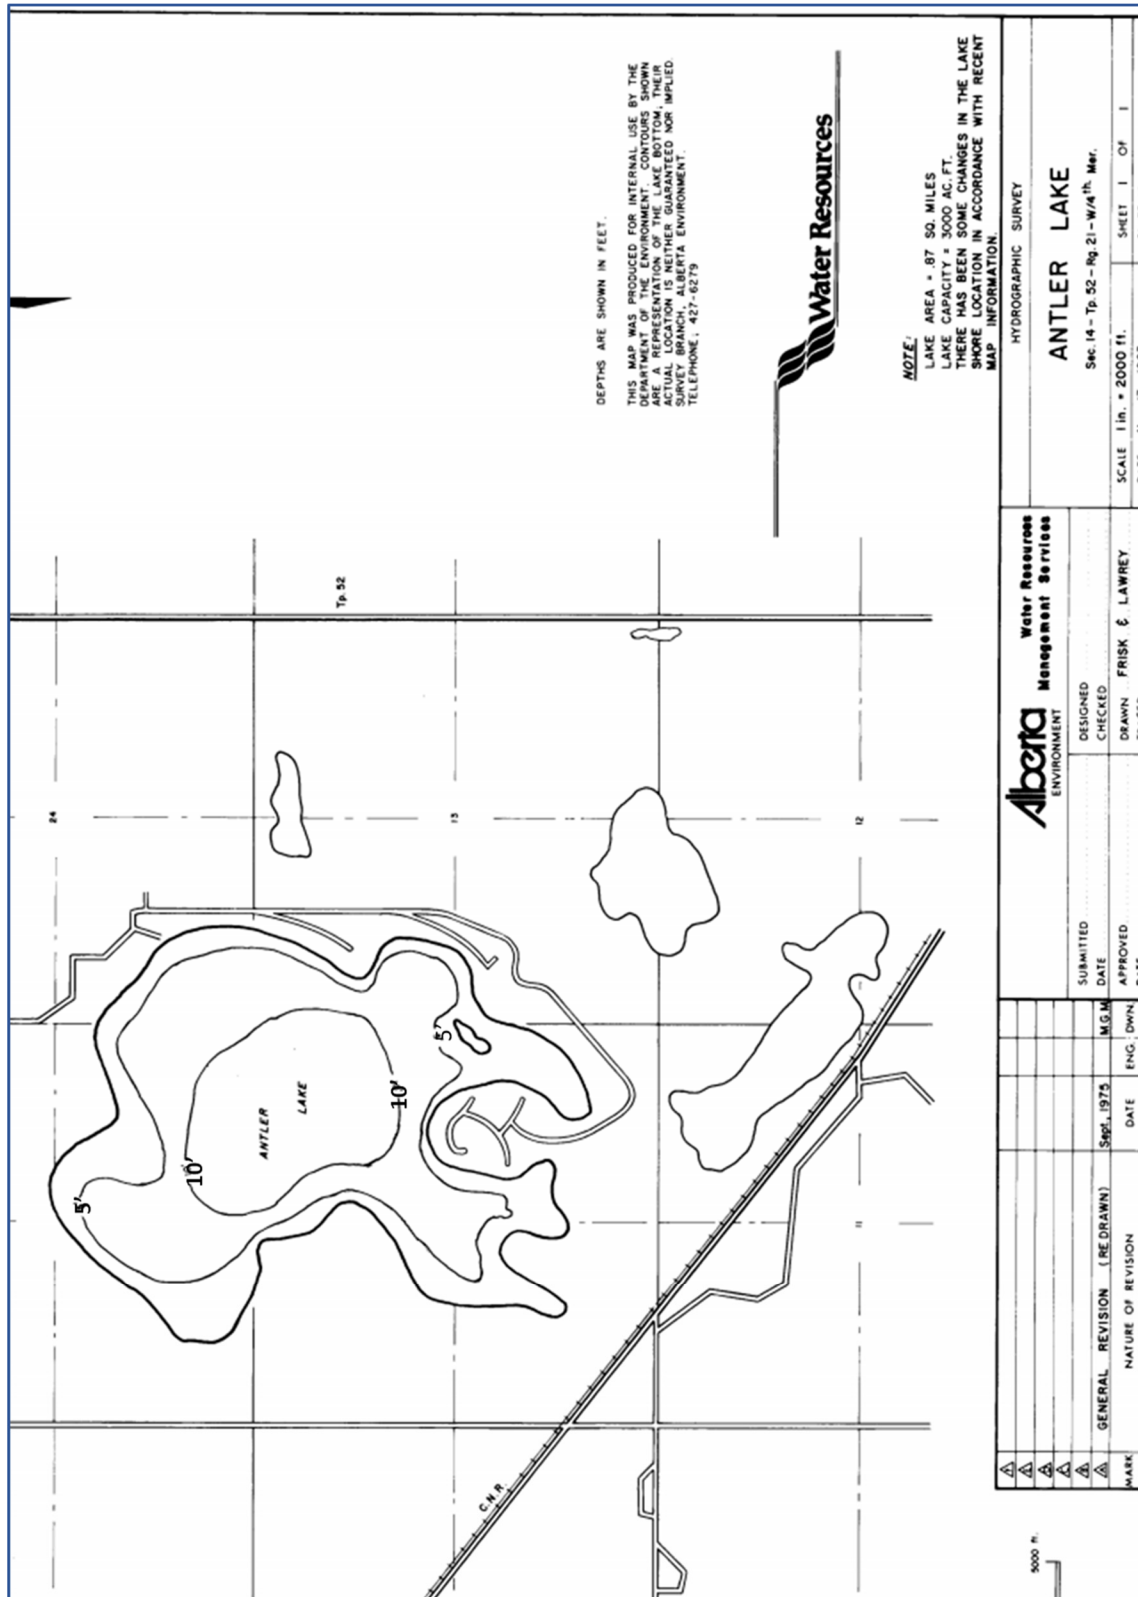 DEPTHS ARE SHOWN IN FEET.
THIS MAP WAS PRODUCED FOR INTERNAL USE BY THE
DEPARTMENT OF THE ENVIRONMENT. CONTOURS SHOWN
ARE A REPRESENTATION OF THE LAKE BOTTOM, THEIR
ACTUAL LOCATION IS NEITHER GUARANTEED NOR IMPLIED.
SURVEY BRANCH, ALBERTA ENVIRONMENT.
TELEPHONE; 427-6279
Water Resources
NOTE:
LAKE AREA = .87 SQ. MILES
LAKE CAPACITY = 3000 AC. FT.
THERE HAS BEEN SOME CHANGES IN THE LAKE
SHORE LOCATION IN ACCORDANCE WITH RECENT
MAP INFORMATION.
Tp. 52
24
13
12
11
5'
10'
ANTLER
LAKE
10'
5'
C.N.R.
5000 ft.
HYDROGRAPHIC SURVEY
ANTLER LAKE
Sec. 14 - Tp. 52 - Rg. 21 - W/4th Mer.
SCALE 1 in. = 2000 ft.
SHEET 1 OF 1
Alberta
ENVIRONMENT
Water Resources
Management Services
SUBMITTED
DATE
APPROVED
DESIGNED
CHECKED
DRAWN FRISK & LAWREY
GENERAL REVISION (REDRAWN) Sept., 1975 M.G.M
MARK NATURE OF REVISION DATE ENG. DWN.